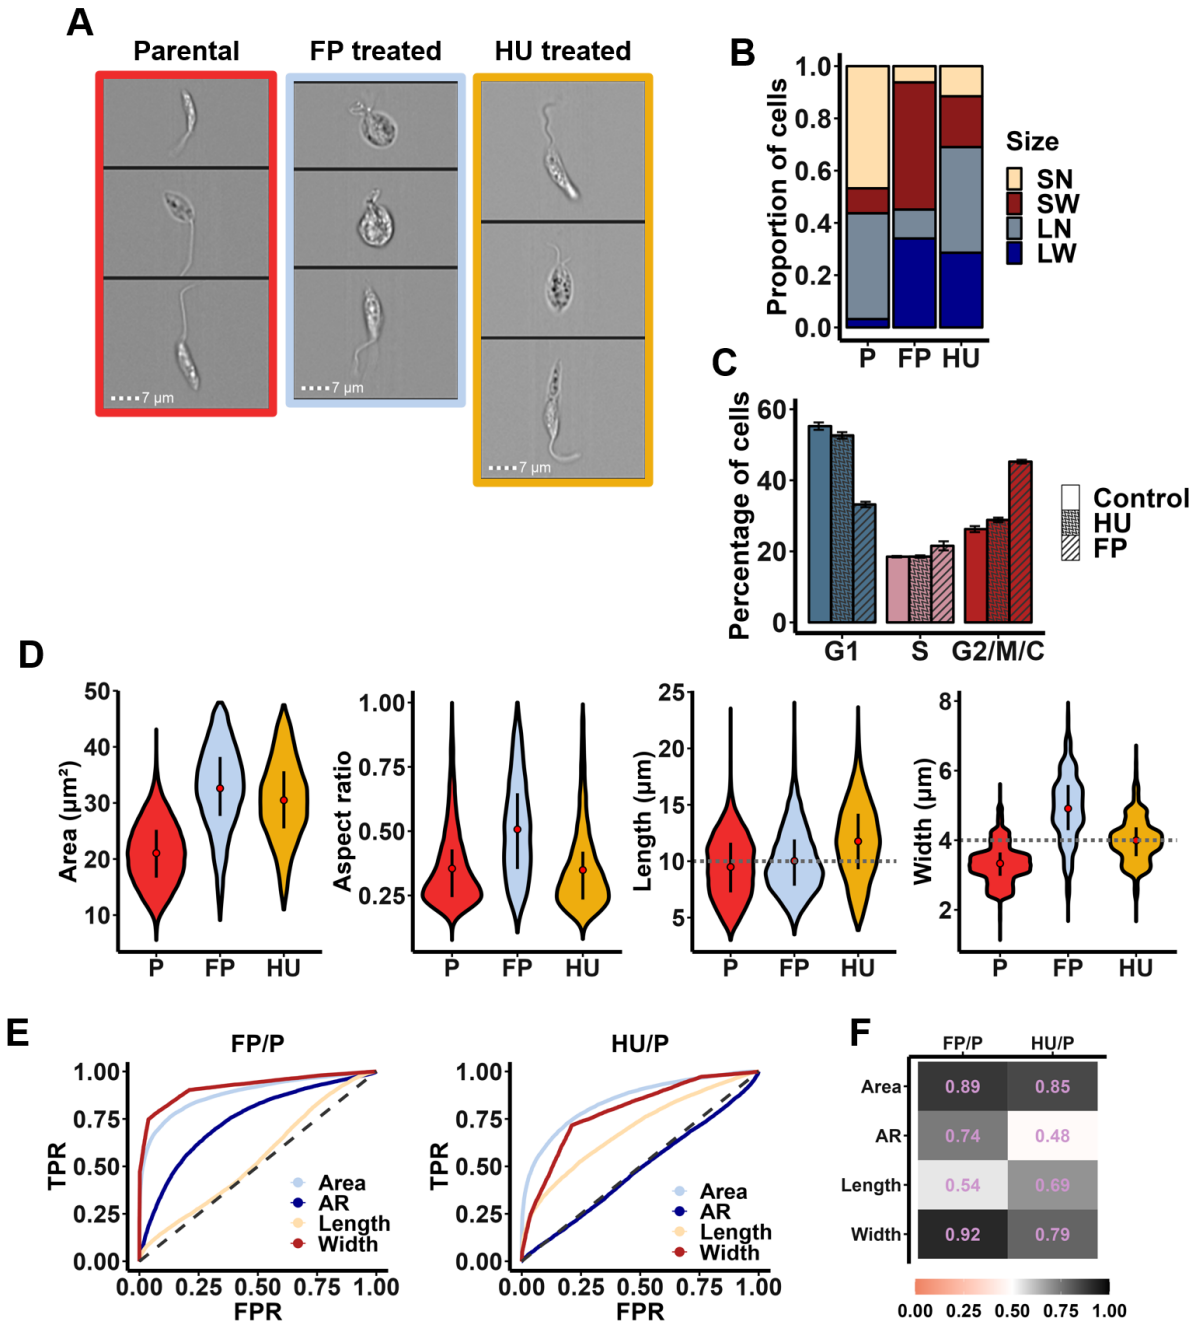 A
Parental
FP treated
HU treated
7 µm
7 µm
7 µm
B
Proportion of cells
1.0
0.8
0.6
0.4
0.2
0.0
P
FP
HU
Size
SN
SW
LN
LW
C
Percentage of cells
60
40
20
0
G1
S
G2/M/C
Control
HU
FP
D
Area (µm²)
50
40
30
20
10
P
FP
HU
Aspect ratio
1.00
0.75
0.50
0.25
P
FP
HU
Length (µm)
25
20
15
10
5
P
FP
HU
Width (µm)
8
6
4
2
P
FP
HU
E
FP/P
TPR
1.00
0.75
0.50
0.25
0.00
0.00 0.25 0.50 0.75 1.00
FPR
Area
AR
Length
Width
HU/P
TPR
1.00
0.75
0.50
0.25
0.00
0.00 0.25 0.50 0.75 1.00
FPR
Area
AR
Length
Width
F
FP/P HU/P
Area 0.89 0.85
AR 0.74 0.48
Length 0.54 0.69
Width 0.92 0.79
0.00 0.25 0.50 0.75 1.00